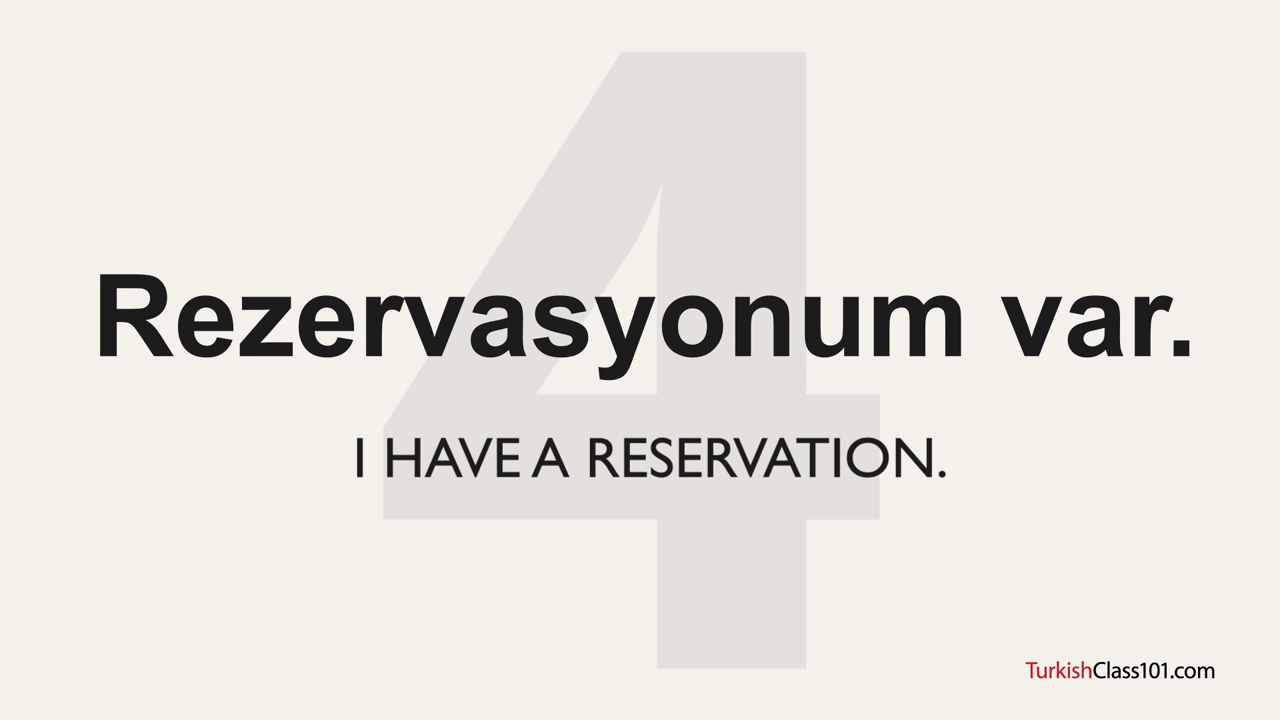 4
Rezervasyonum var.
I HAVE A RESERVATION.
TurkishClass101.com